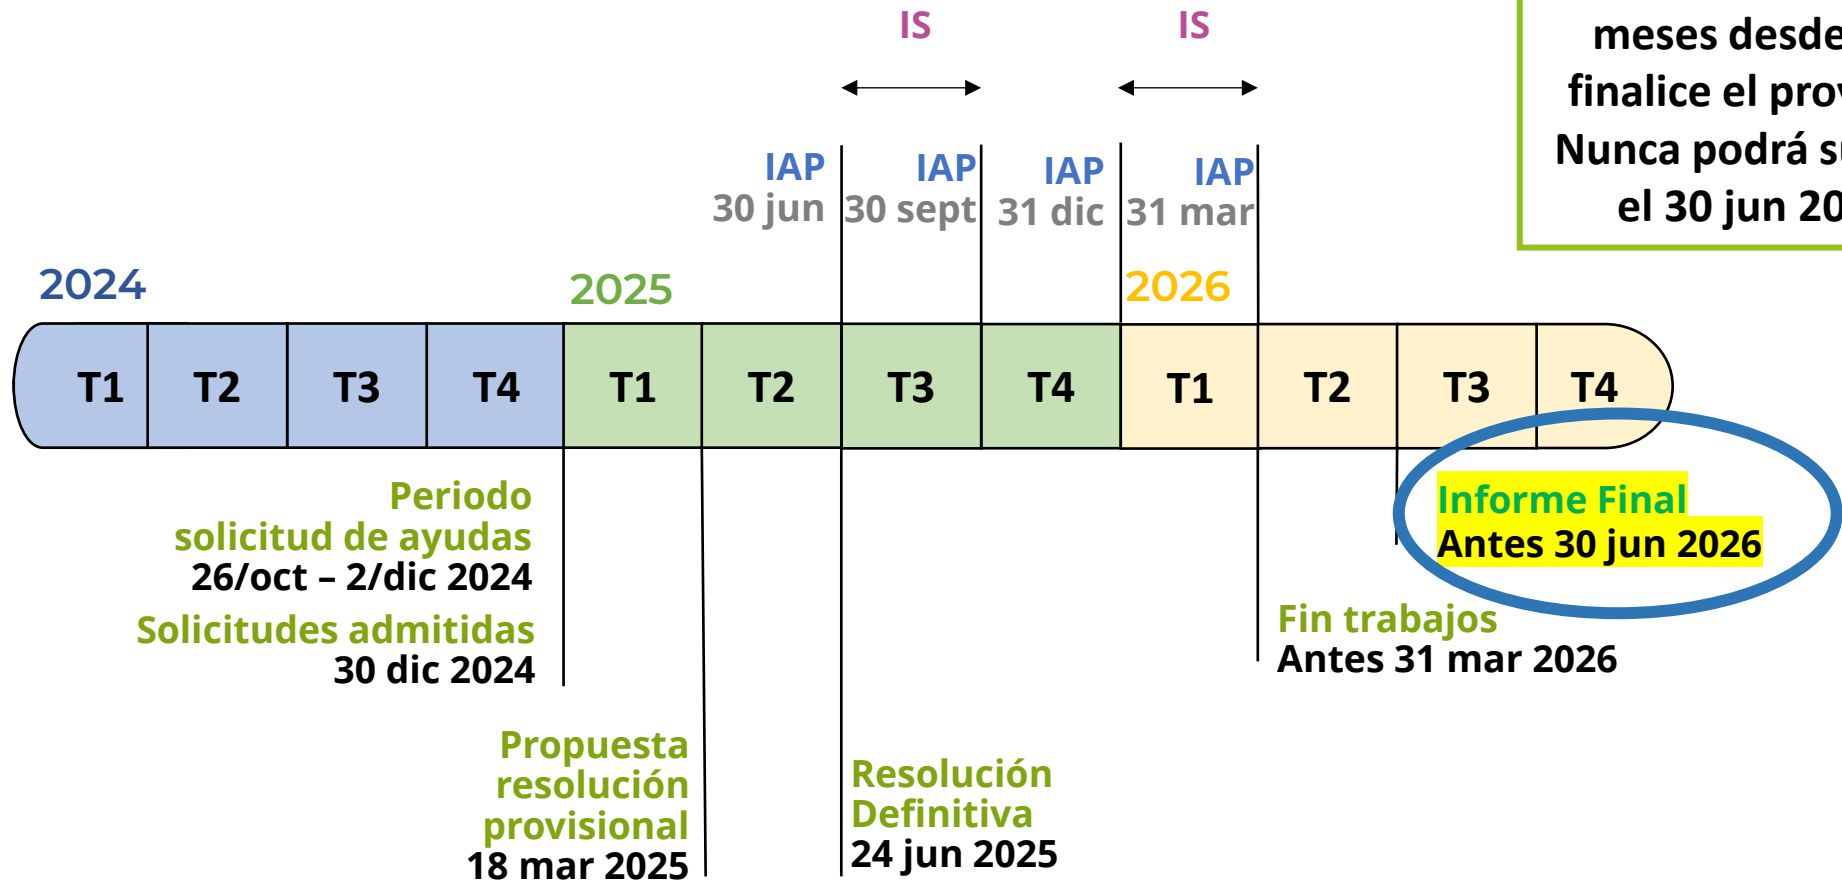 IS
IS
meses desde
finalice el
Nunca podrá
el 30 jun
IAP
30 jun
IAP
30 sept
IAP
31 dic
IAP
31 mar
2024
2025
2026
T1
T2
T3
T4
T1
T2
T3
T4
T1
T2
T3
T4
Periodo
solicitud de ayudas
26/oct – 2/dic 2024
Solicitudes admitidas
30 dic 2024
Informe Final
Antes 30 jun 2026
Fin trabajos
Antes 31 mar 2026
Propuesta
resolución
provisional
18 mar 2025
Resolución
Definitiva
24 jun 2025